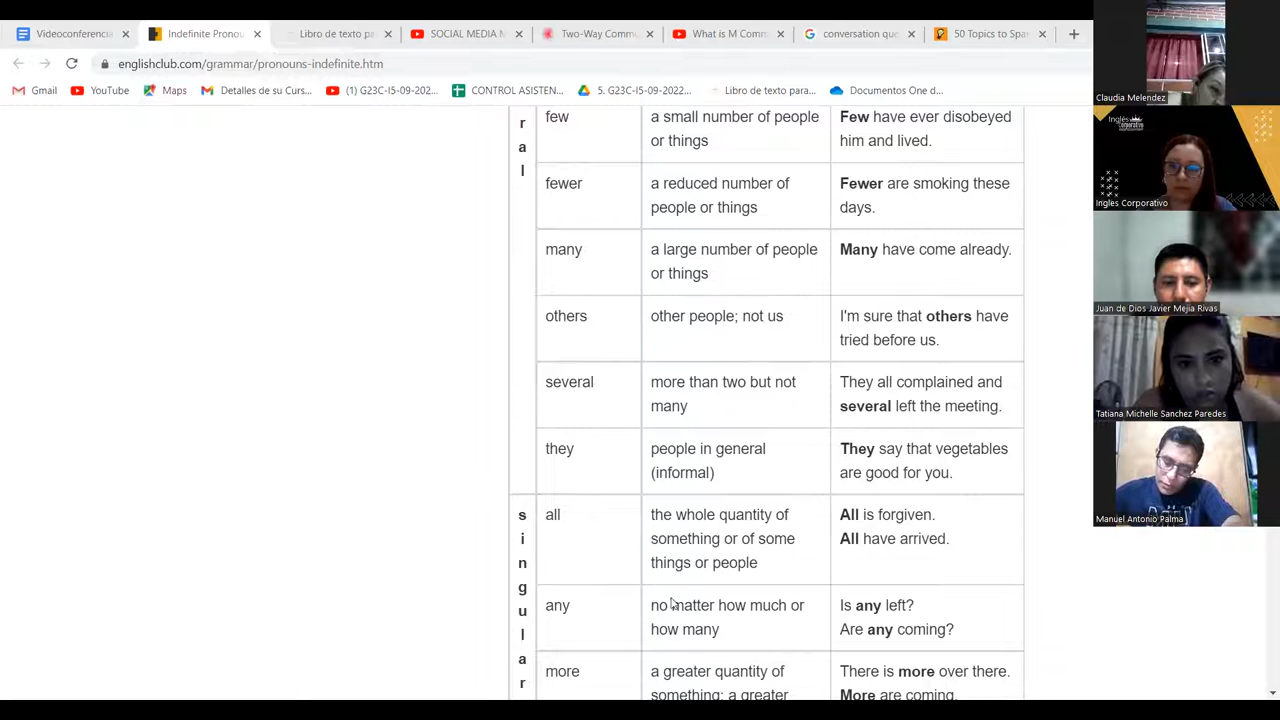 Videoconferencia
Indefinite Pronou
Libro de texto pa
SOCIAL MEDIA M
Two-Way Commu
What is M Comm
conversation que
50 Topics to Spa
englishclub.com/grammar/pronouns-indefinite.htm
Gmail
YouTube
Maps
Detalles de su Curs...
(1) G23C-I5-09-202...
CONTROL ASISTEN...
5. G23C-I5-09-2022...
Libro de texto para...
Documentos One d...
r
a
l
few
a small number of people
or things
Few have ever disobeyed
him and lived.
fewer
a reduced number of
people or things
Fewer are smoking these
days.
many
a large number of people
or things
Many have come already.
others
other people; not us
I'm sure that others have
tried before us.
several
more than two but not
many
They all complained and
several left the meeting.
they
people in general
(informal)
They say that vegetables
are good for you.
s
i
n
g
u
l
a
r
all
the whole quantity of
something or of some
things or people
All is forgiven.
All have arrived.
any
no matter how much or
how many
Is any left?
Are any coming?
more
a greater quantity of
something; a greater
There is more over there.
More are coming.
Claudia Melendez
Inglés
Corporativo
Ingles Corporativo
Juan de Dios Javier Mejia Rivas
Tatiana Michelle Sanchez Paredes
Manuel Antonio Palma